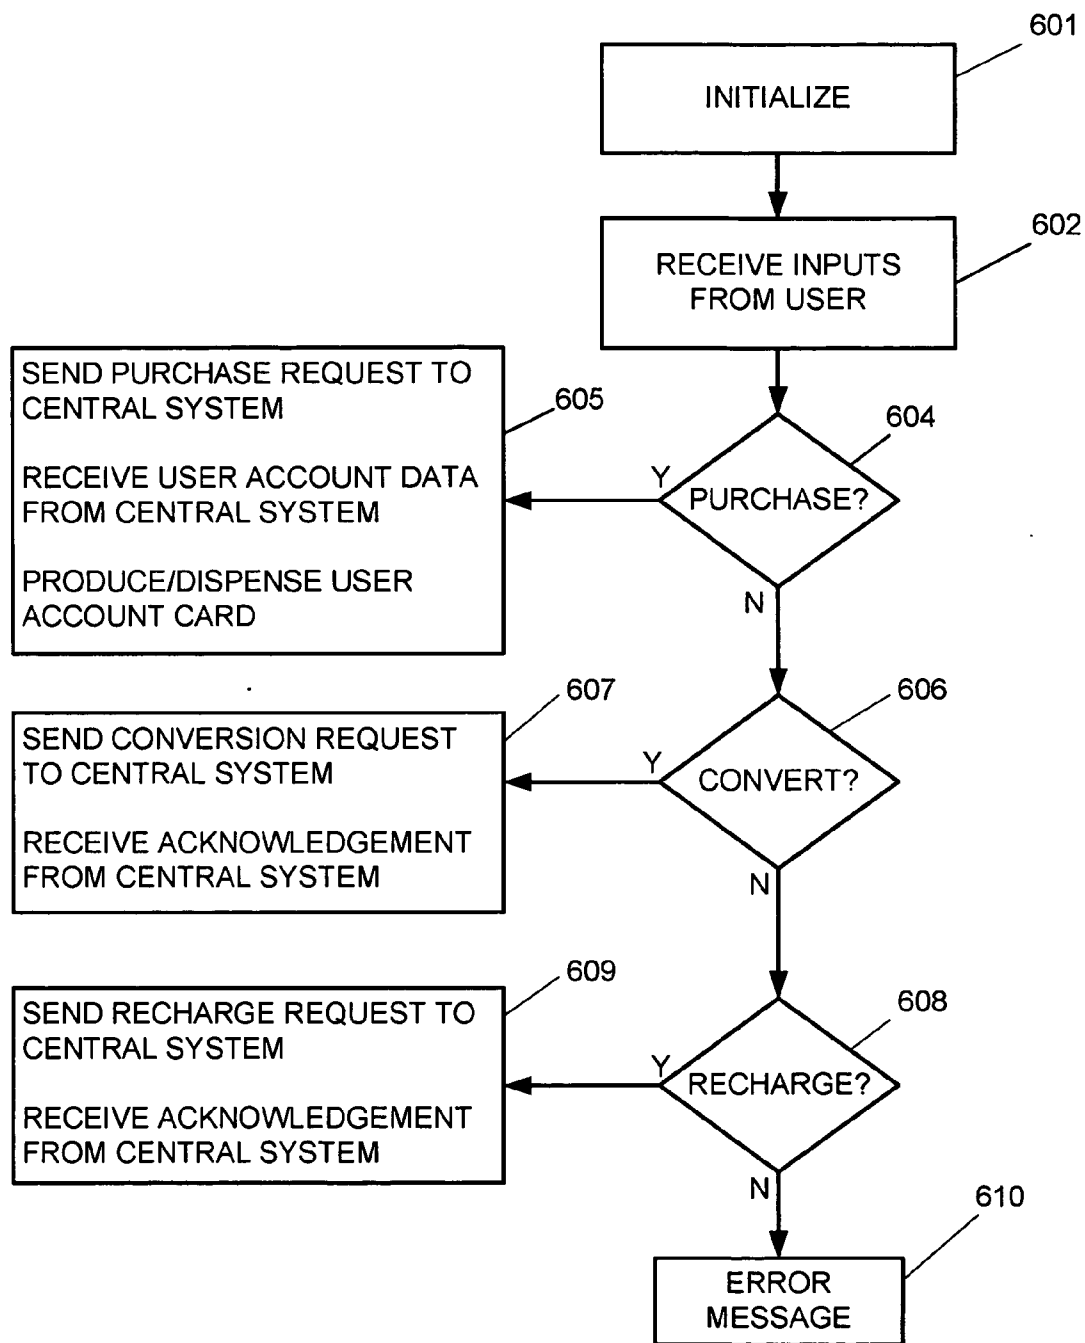 601
INITIALIZE
602
RECEIVE INPUTS
FROM USER
SEND PURCHASE REQUEST TO
CENTRAL SYSTEM
RECEIVE USER ACCOUNT DATA
FROM CENTRAL SYSTEM
PRODUCE/DISPENSE USER
ACCOUNT CARD
605
604
Y
PURCHASE?
N
607
SEND CONVERSION REQUEST
TO CENTRAL SYSTEM
RECEIVE ACKNOWLEDGEMENT
FROM CENTRAL SYSTEM
606
Y
CONVERT?
N
609
SEND RECHARGE REQUEST TO
CENTRAL SYSTEM
RECEIVE ACKNOWLEDGEMENT
FROM CENTRAL SYSTEM
608
Y
RECHARGE?
N
610
ERROR
MESSAGE